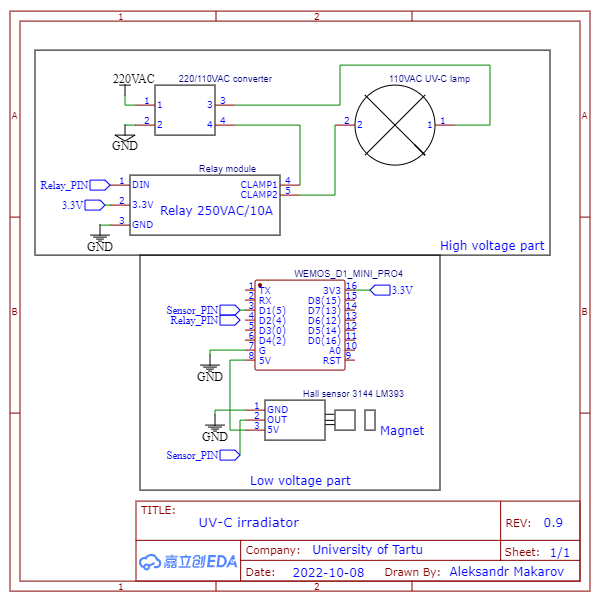 1 2
A A
B B
220VAC 220/110VAC converter 110VAC UV-C lamp
1 1 3 3
2 2 4 4
2 2 1 1
GND
Relay module
Relay_PIN 1 DIN CLAMP1 4
CLAMP2 5
3.3V 2 3.3V
Relay 250VAC/10A
3 GND
GND
High voltage part
WEMOS_D1_MINI_PRO4
1 TX 3V3 16 3.3V
2 RX D8(15) 15
Sensor_PIN 3 D1(5) D7(13) 14
Relay_PIN 4 D2(4) D6(12) 13
5 D3(0) D5(14) 12
6 D4(2) D0(16) 11
7 G A0 10
8 5V RST 9
GND
Hall sensor 3144 LM393
1 GND
2 OUT
3 5V
Magnet
GND
Sensor_PIN
Low voltage part
TITLE:
UV-C irradiator
REV: 0.9
嘉立创EDA
Company: University of Tartu
Sheet: 1/1
Date: 2022-10-08 Drawn By: Aleksandr Makarov
1 2